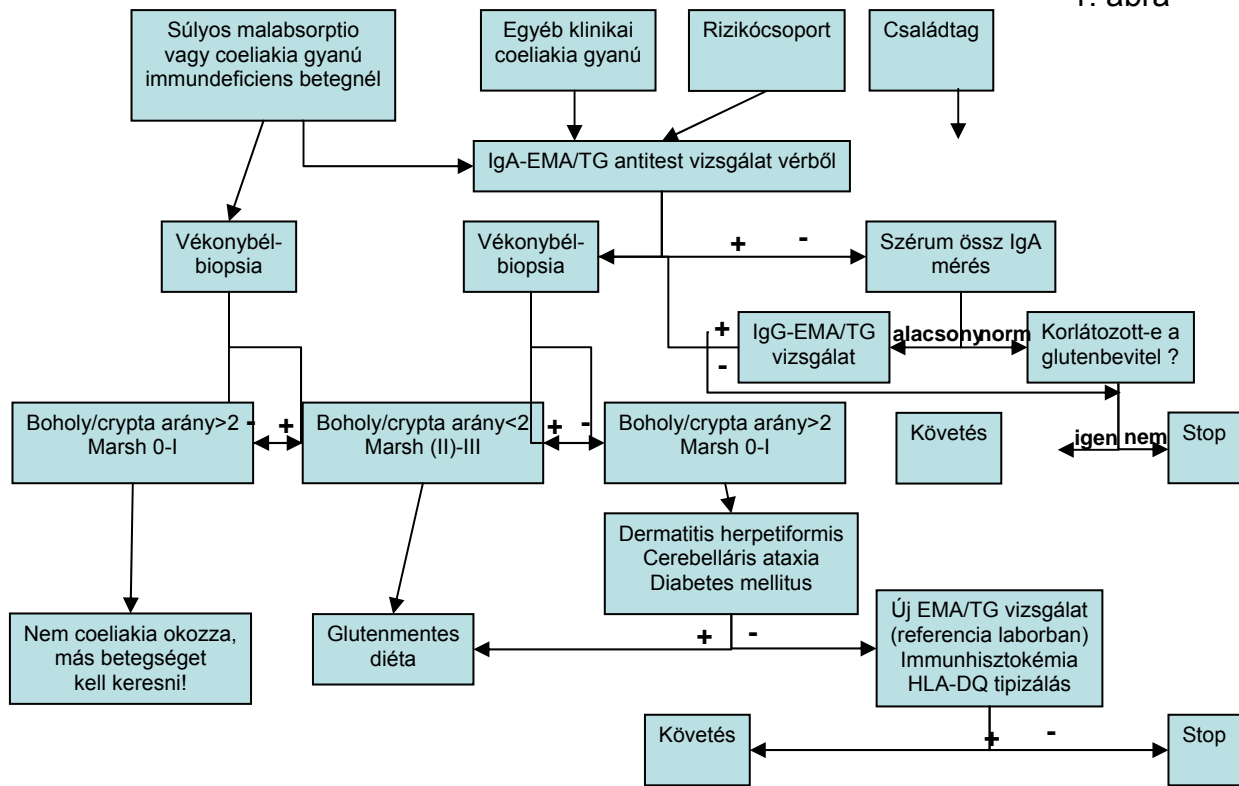 1. ábra
Súlyos malabsorptio
vagy coeliakia gyanú
immundeficiens betegnél
Egyéb klinikai
coeliakia gyanú
Rizikócsoport
Családtag
IgA-EMA/TG antitest vizsgálat vérből
Vékonybél-
biopsia
Vékonybél-
biopsia
+ -
Szérum össz IgA
mérés
+
-
IgG-EMA/TG
vizsgálat
alacsony norm
Korlátozott-e a
glutenbevitel ?
Boholy/crypta arány>2
Marsh 0-I
- +
Boholy/crypta arány<2
Marsh (II)-III
+ -
Boholy/crypta arány>2
Marsh 0-I
Követés
igen nem
Stop
Dermatitis herpetiformis
Cerebelláris ataxia
Diabetes mellitus
Nem coeliakia okozza,
más betegséget
kell keresni!
Glutenmentes
diéta
+ -
Új EMA/TG vizsgálat
(referencia laborban)
Immunhisztokémia
HLA-DQ tipizálás
Követés
+ -
Stop